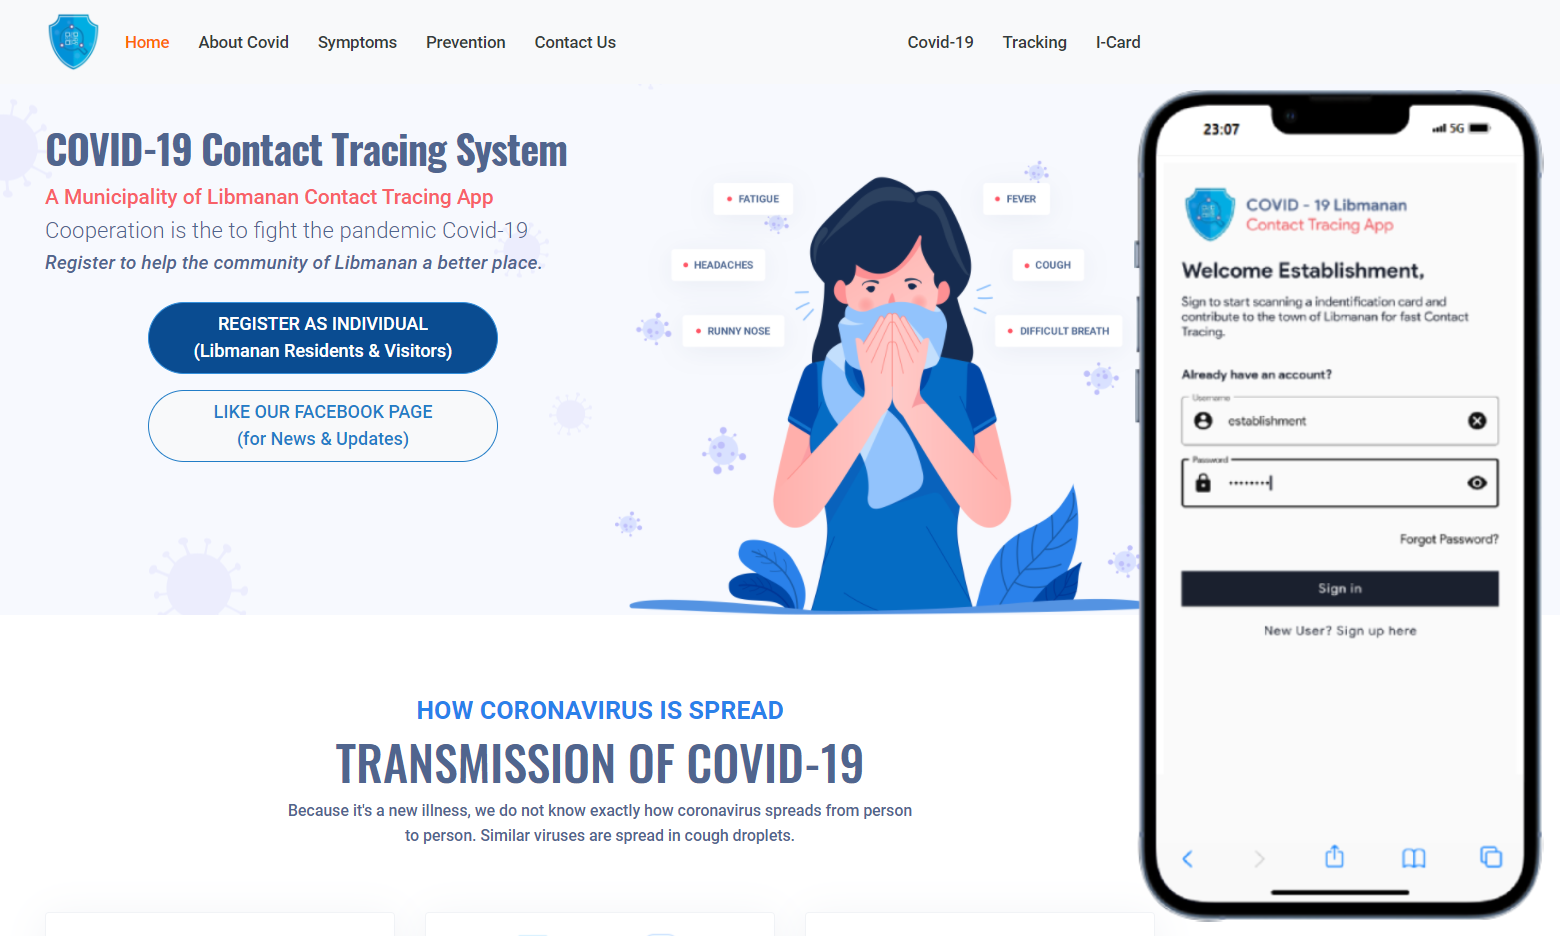 Home About Covid Symptoms Prevention Contact Us Covid-19 Tracking I-Card
COVID-19 Contact Tracing System
A Municipality of Libmanan Contact Tracing App
Cooperation is the to fight the pandemic Covid-19
Register to help the community of Libmanan a better place.
REGISTER AS INDIVIDUAL
(Libmanan Residents & Visitors)
LIKE OUR FACEBOOK PAGE
(for News & Updates)
FATIGUE
HEADACHES
RUNNY NOSE
FEVER
COUGH
DIFFICULT BREATH
HOW CORONAVIRUS IS SPREAD
TRANSMISSION OF COVID-19
Because it's a new illness, we do not know exactly how coronavirus spreads from person
to person. Similar viruses are spread in cough droplets.
23:07 5G
COVID - 19 Libmanan
Contact Tracing App
Welcome Establishment,
Sign to start scanning a indentification card and
contribute to the town of Libmanan for fast Contact
Tracing.
Already have an account?
Username
establishment
Password
••••••••
Forgot Password?
Sign in
New User? Sign up here